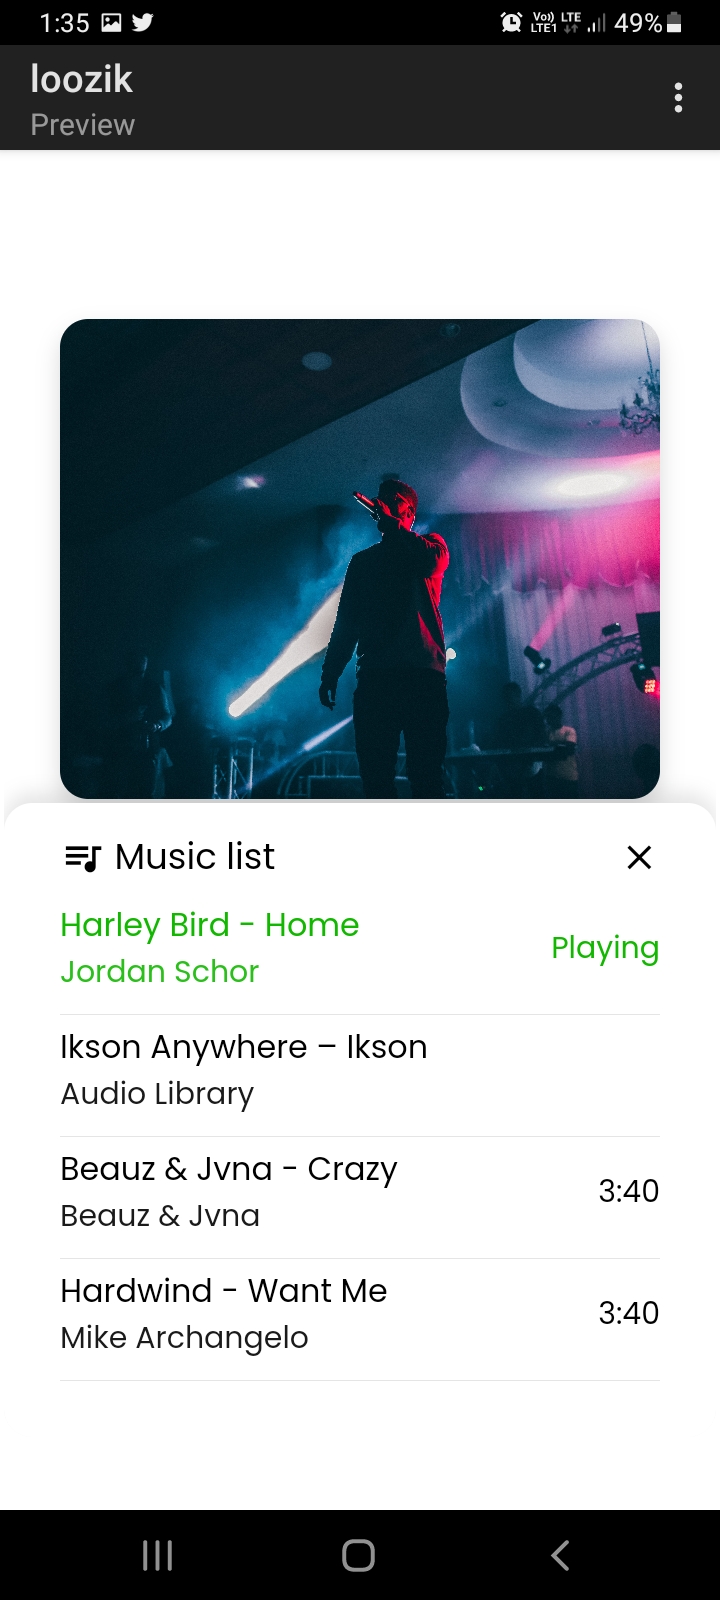 1:35
Vo)) LTE
LTE1
49%
loozik
Preview
Music list
Harley Bird - Home
Jordan Schor
Playing
Ikson Anywhere – Ikson
Audio Library
Beauz & Jvna - Crazy
Beauz & Jvna
3:40
Hardwind - Want Me
Mike Archangelo
3:40